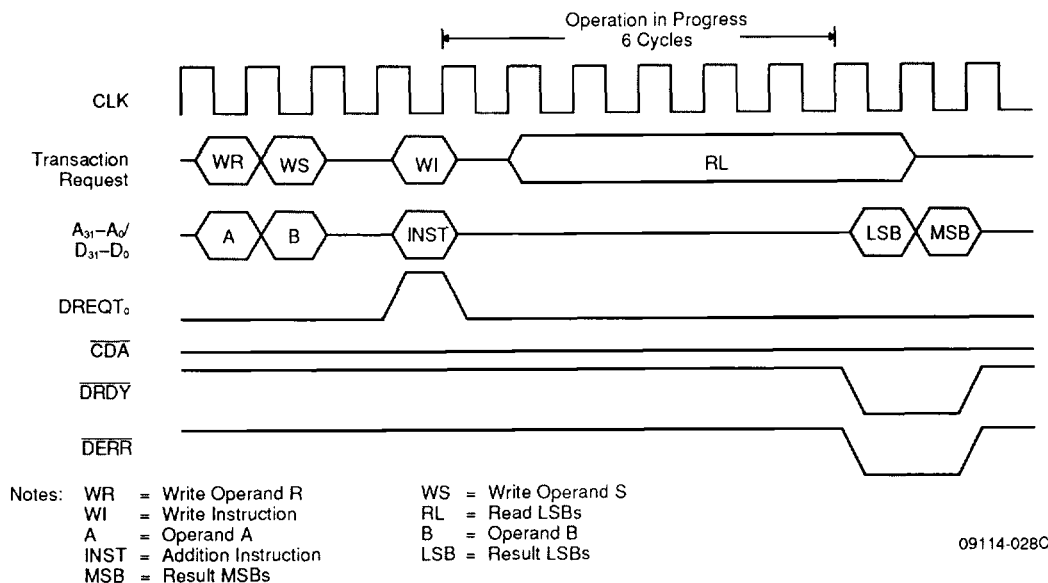 Operation in Progress
6 Cycles
CLK
Transaction
Request
WR WS WI RL
A₃₁–A₀/
D₃₁–D₀
A B INST LSB MSB
DREQT₀
CDA
DRDY
DERR
Notes: WR = Write Operand R WS = Write Operand S
WI = Write Instruction RL = Read LSBs
A = Operand A B = Operand B
INST = Addition Instruction LSB = Result LSBs
MSB = Result MSBs
09114-028C